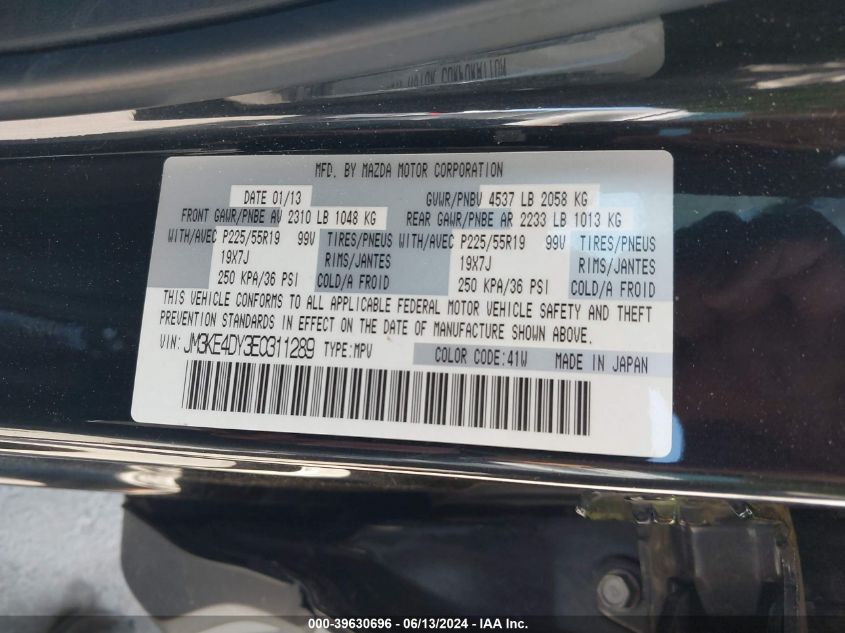 MFD. BY MAZDA MOTOR CORPORATION
DATE 01/13 GVWR/PNBV 4537 LB 2058 KG
FRONT GAWR/PNBE AV 2310 LB 1048 KG REAR GAWR/PNBE AR 2233 LB 1013 KG
WITH/AVEC P225/55R19 99V TIRES/PNEUS WITH/AVEC P225/55R19 99V TIRES/PNEUS
19X7J RIMS/JANTES 19X7J RIMS/JANTES
250 KPA/36 PSI COLD/A FROID 250 KPA/36 PSI COLD/A FROID
THIS VEHICLE CONFORMS TO ALL APPLICABLE FEDERAL MOTOR VEHICLE SAFETY AND THEFT
PREVENTION STANDARDS IN EFFECT ON THE DATE OF MANUFACTURE SHOWN ABOVE.
VIN: JM3KE4DY3E0311289 TYPE:MPV COLOR CODE:41W MADE IN JAPAN
000-39630696 - 06/13/2024 - IAA Inc.